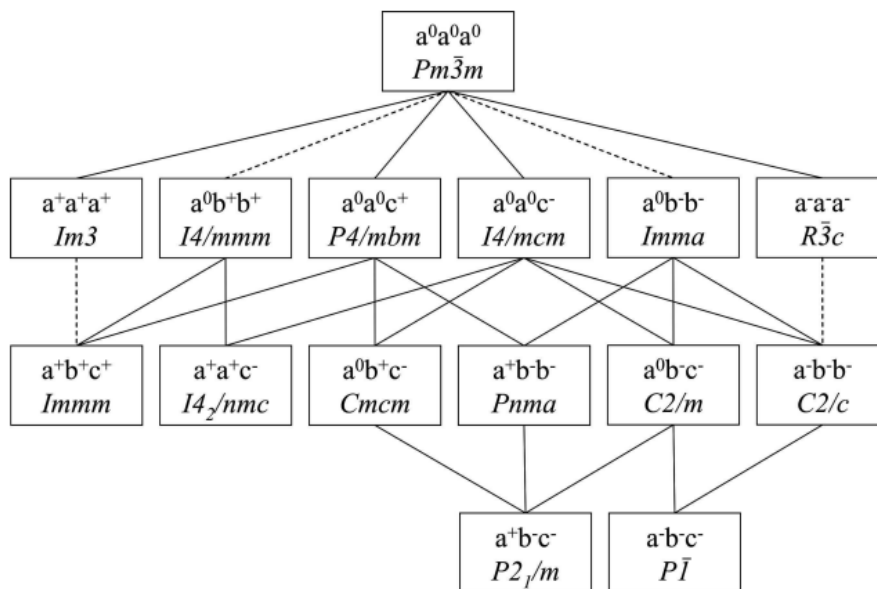 a⁰a⁰a⁰
Pm3̄m
a⁺a⁺a⁺ a⁰b⁺b⁺ a⁰a⁰c⁺ a⁰a⁰c⁻ a⁰b⁻b⁻ a⁻a⁻a⁻
Im3 I4/mmm P4/mbm I4/mcm Imma R3̄c
a⁺b⁺c⁺ a⁺a⁺c⁻ a⁰b⁺c⁻ a⁺b⁻b⁻ a⁰b⁻c⁻ a⁻b⁻b⁻
Immm I4₂/nmc Cmcm Pnma C2/m C2/c
a⁺b⁻c⁻ a⁻b⁻c⁻
P2₁/m P1̄